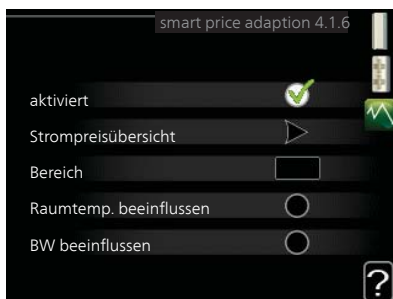 smart price adaption 4.1.6
aktiviert
Strompreisübersicht
Bereich
Raumtemp. beeinflussen
BW beeinflussen
?